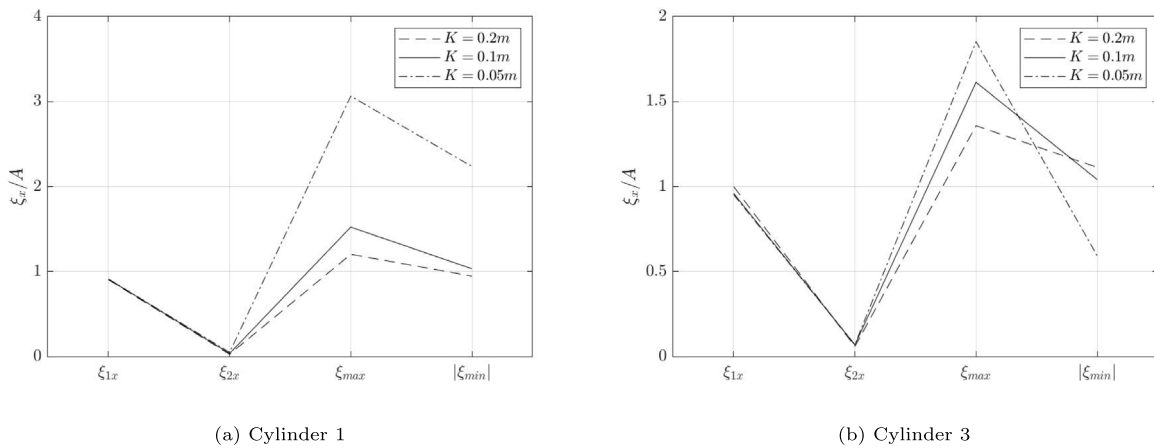 4
3
2
1
0
ξx/A
K = 0.2m
K = 0.1m
K = 0.05m
ξ1x
ξ2x
ξmax
|ξmin|
(a) Cylinder 1
2
1.5
1
0.5
0
ξx/A
K = 0.2m
K = 0.1m
K = 0.05m
ξ1x
ξ2x
ξmax
|ξmin|
(b) Cylinder 3